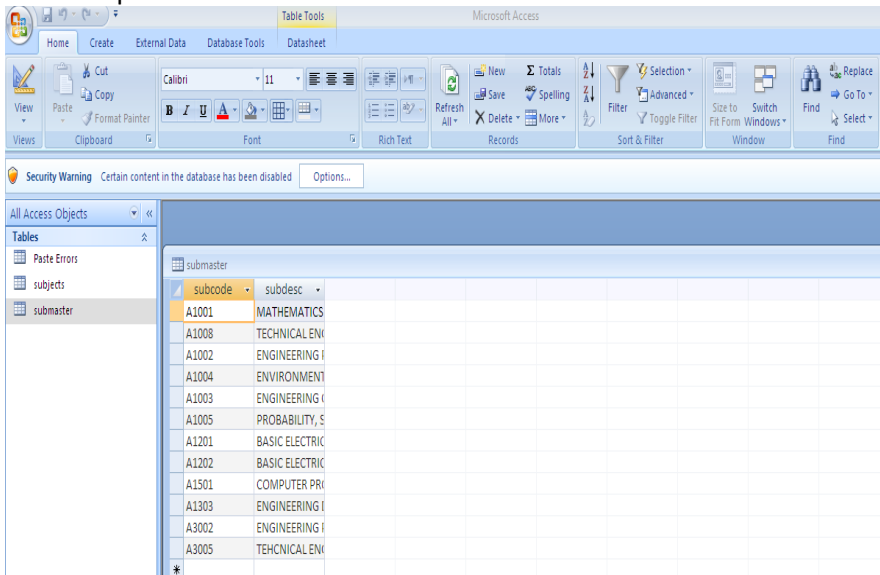 Table Tools Microsoft Access
Home Create External Data Database Tools Datasheet
View Paste Cut Copy Format Painter
Calibri 11
B I U A
Refresh All New Save Delete Σ Totals Spelling More
Filter Selection Advanced Toggle Filter
Size to Fit Form Switch Windows
Find Replace Go To Select
Views Clipboard Font Rich Text Records Sort & Filter Window Find
Security Warning Certain content in the database has been disabled Options...
All Access Objects
Tables
Paste Errors
subjects
submaster
submaster
subcode subdesc
A1001 MATHEMATICS
A1008 TECHNICAL
A1002 ENGINEERING
A1004 ENVIRONMENT
A1003 ENGINEERING
A1005 PROBABILITY, S
A1201 BASIC ELECTRIC
A1202 BASIC ELECTRIC
A1501 COMPUTER
A1303 ENGINEERING
A3002 ENGINEERING
A3005 TEHCNICAL